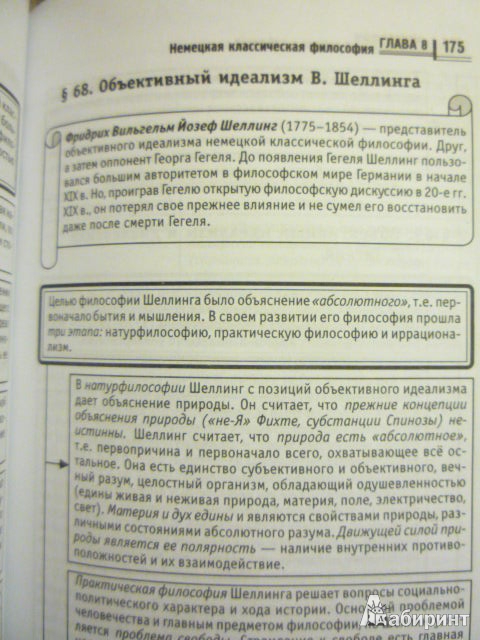 Немецкая классическая философия ГЛАВА 8 175
§ 68. Объективный идеализм В. Шеллинга
Фридрих Вильгельм Йозеф Шеллинг (1775–1854) — представитель
объективного идеализма немецкой классической философии. Друг,
а затем оппонент Георга Гегеля. До появления Гегеля Шеллинг пользо-
вался большим авторитетом в философском мире Германии в начале
XIX в. Но, проиграв Гегелю открытую философскую дискуссию в 20-е гг.
XIX в., он потерял свое прежнее влияние и не сумел его восстановить
даже после смерти Гегеля.
Целью философии Шеллинга было объяснение «абсолютного», т.е. пер-
воначало бытия и мышления. В своем развитии его философия прошла
три этапа: натурфилософию, практическую философию и иррациона-
лизм.
В натурфилософии Шеллинг с позиций объективного идеализма
дает объяснение природы. Он считает, что прежние концепции
объяснения природы («не-Я» Фихте, субстанции Спинозы) не-
истинны. Шеллинг считает, что природа есть «абсолютное»,
т.е. первопричина и первоначало всего, охватывающее всё ос-
тальное. Она есть единство субъективного и объективного, веч-
ный разум, целостный организм, обладающий одушевленностью
(едины живая и неживая природа, материя, поле, электричество,
свет). Материя и дух едины и являются свойствами природы, раз-
личными состояниями абсолютного разума. Движущей силой при-
роды является ее полярность — наличие внутренних противо-
положностей и их взаимодействие.
Практическая философия Шеллинга решает вопросы социально-
политического характера и хода истории. Основной проблемой
человечества и главным предметом философии
ляется проблема свободы.
Лабиринт